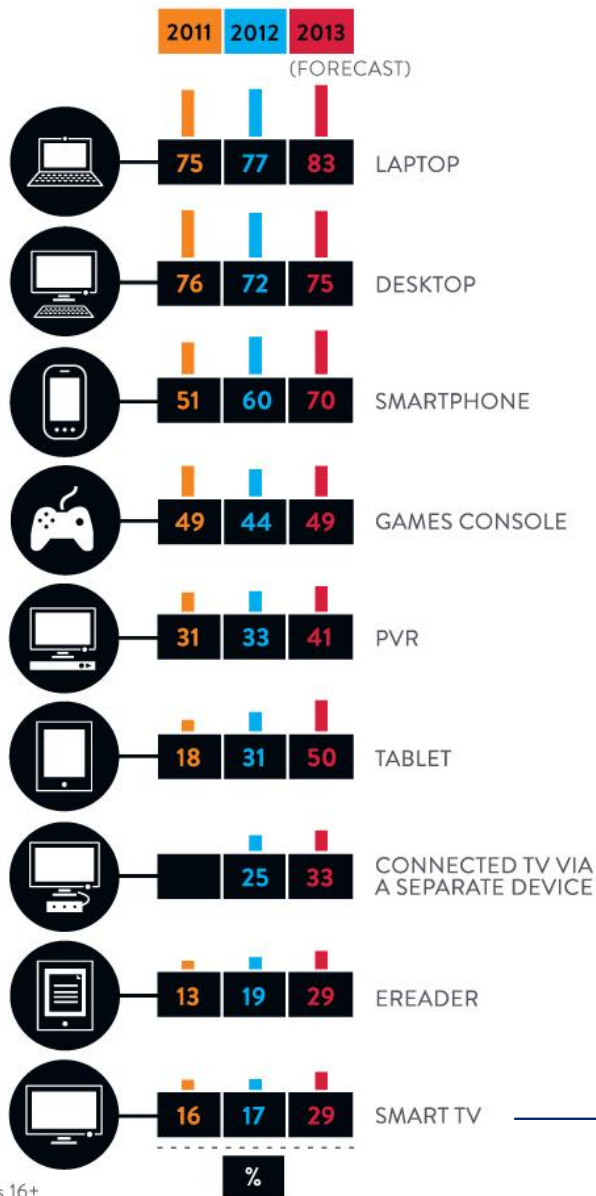 2011 2012 2013
(FORECAST)
75 77 83 LAPTOP
76 72 75 DESKTOP
51 60 70 SMARTPHONE
49 44 49 GAMES CONSOLE
31 33 41 PVR
18 31 50 TABLET
25 33 CONNECTED TV VIA
A SEPARATE DEVICE
13 19 29 EREADER
16 17 29 SMART TV
%
16+